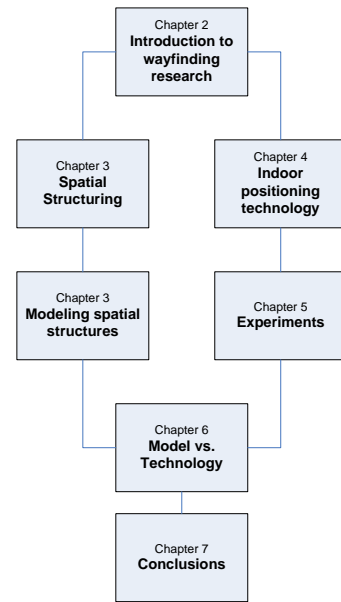 Chapter 2
Introduction to
wayfinding
research
Chapter 3
Spatial
Structuring
Chapter 4
Indoor
positioning
technology
Chapter 3
Modeling spatial
structures
Chapter 5
Experiments
Chapter 6
Model vs.
Technology
Chapter 7
Conclusions